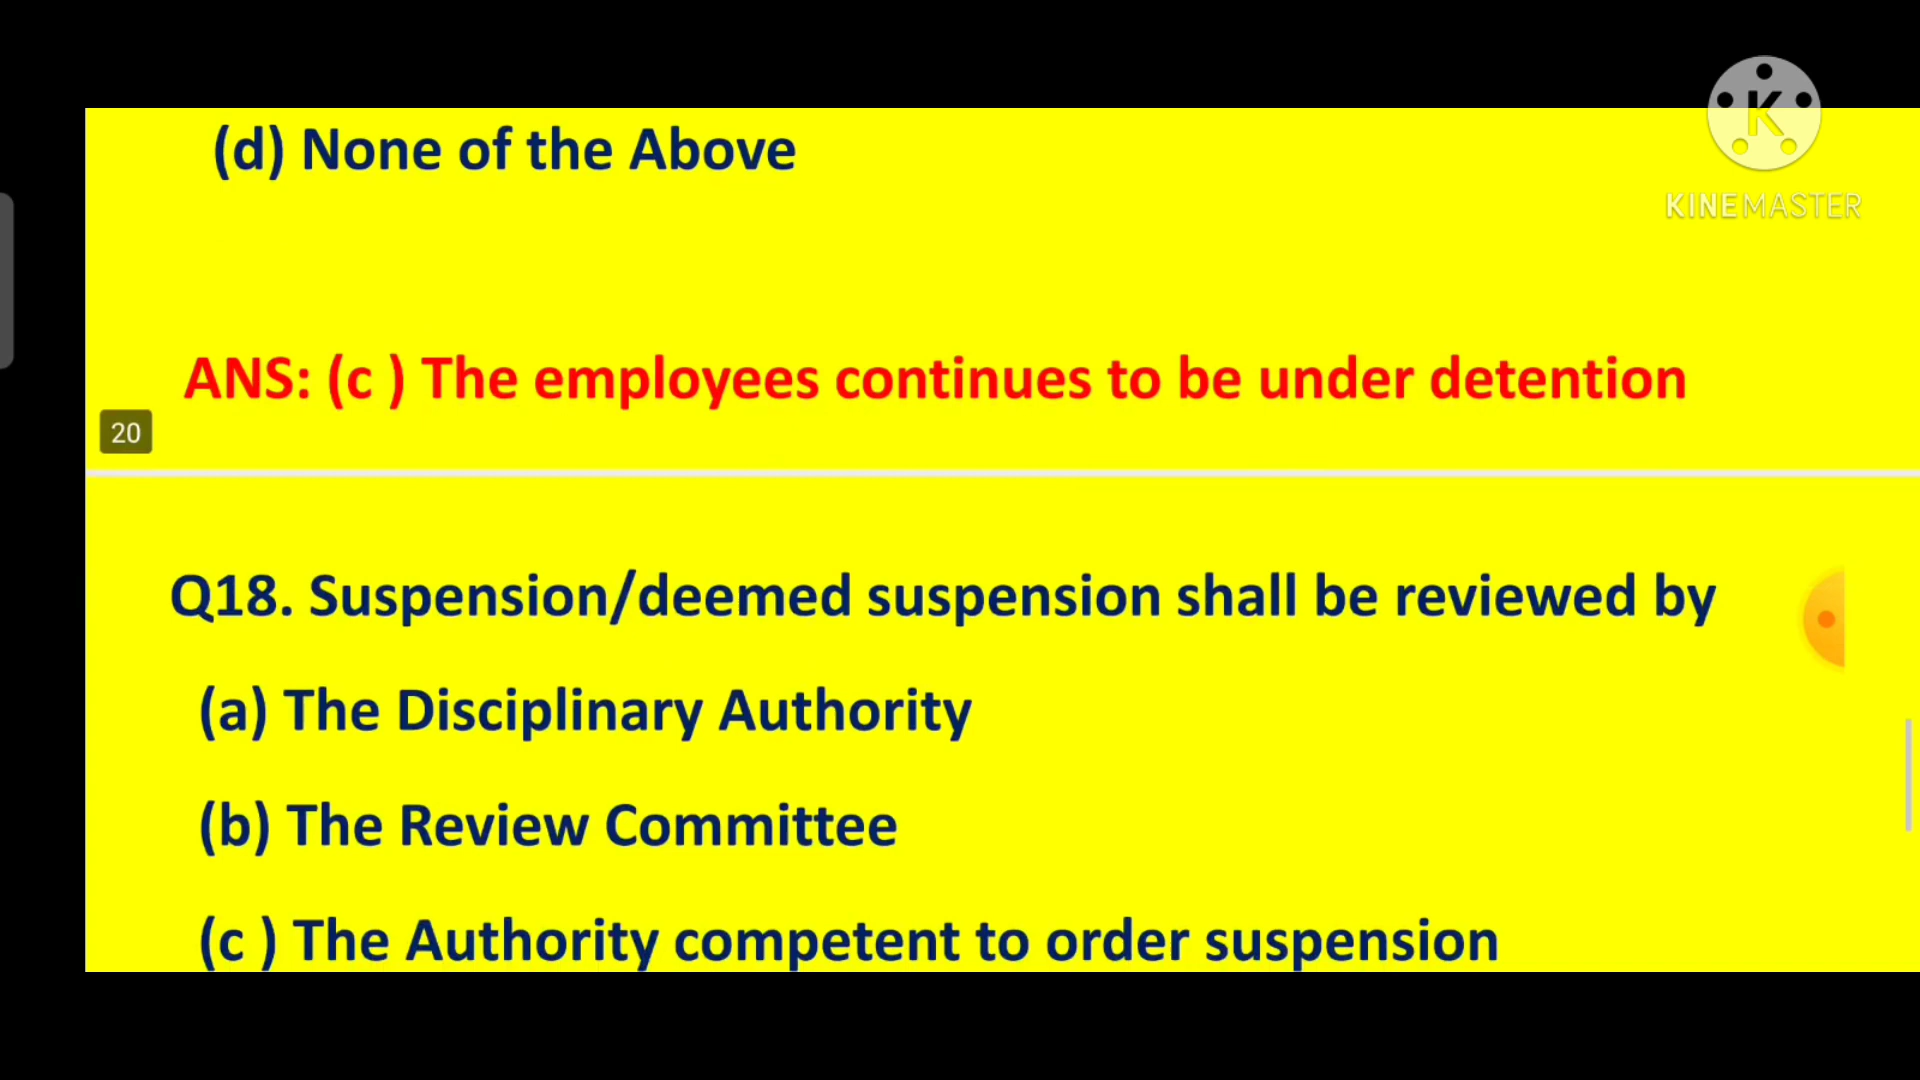 (d) None of the Above
K
KINEMASTER
ANS: (c ) The employees continues to be under detention
20
Q18. Suspension/deemed suspension shall be reviewed by
(a) The Disciplinary Authority
(b) The Review Committee
(c ) The Authority competent to order suspension